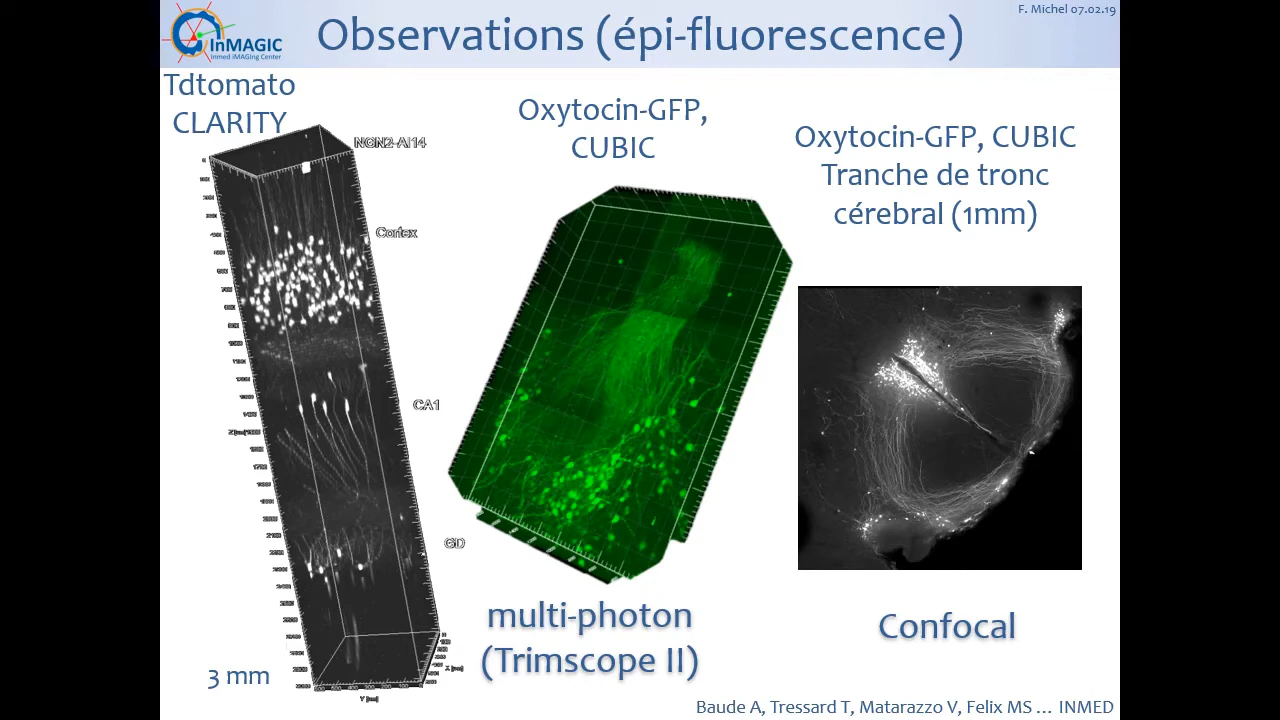 F. Michel 07.02.19
InMAGIC
Inmed iMAGIng Center
Observations (épi-fluorescence)
Tdtomato
CLARITY
NGN2-AI14
Cortex
CA1
GD
3 mm
Oxytocin-GFP,
CUBIC
multi-photon
(Trimscope II)
Oxytocin-GFP, CUBIC
Tranche de tronc
cérebral (1mm)
Confocal
Baude A, Tressard T, Matarazzo V, Felix MS ... INMED